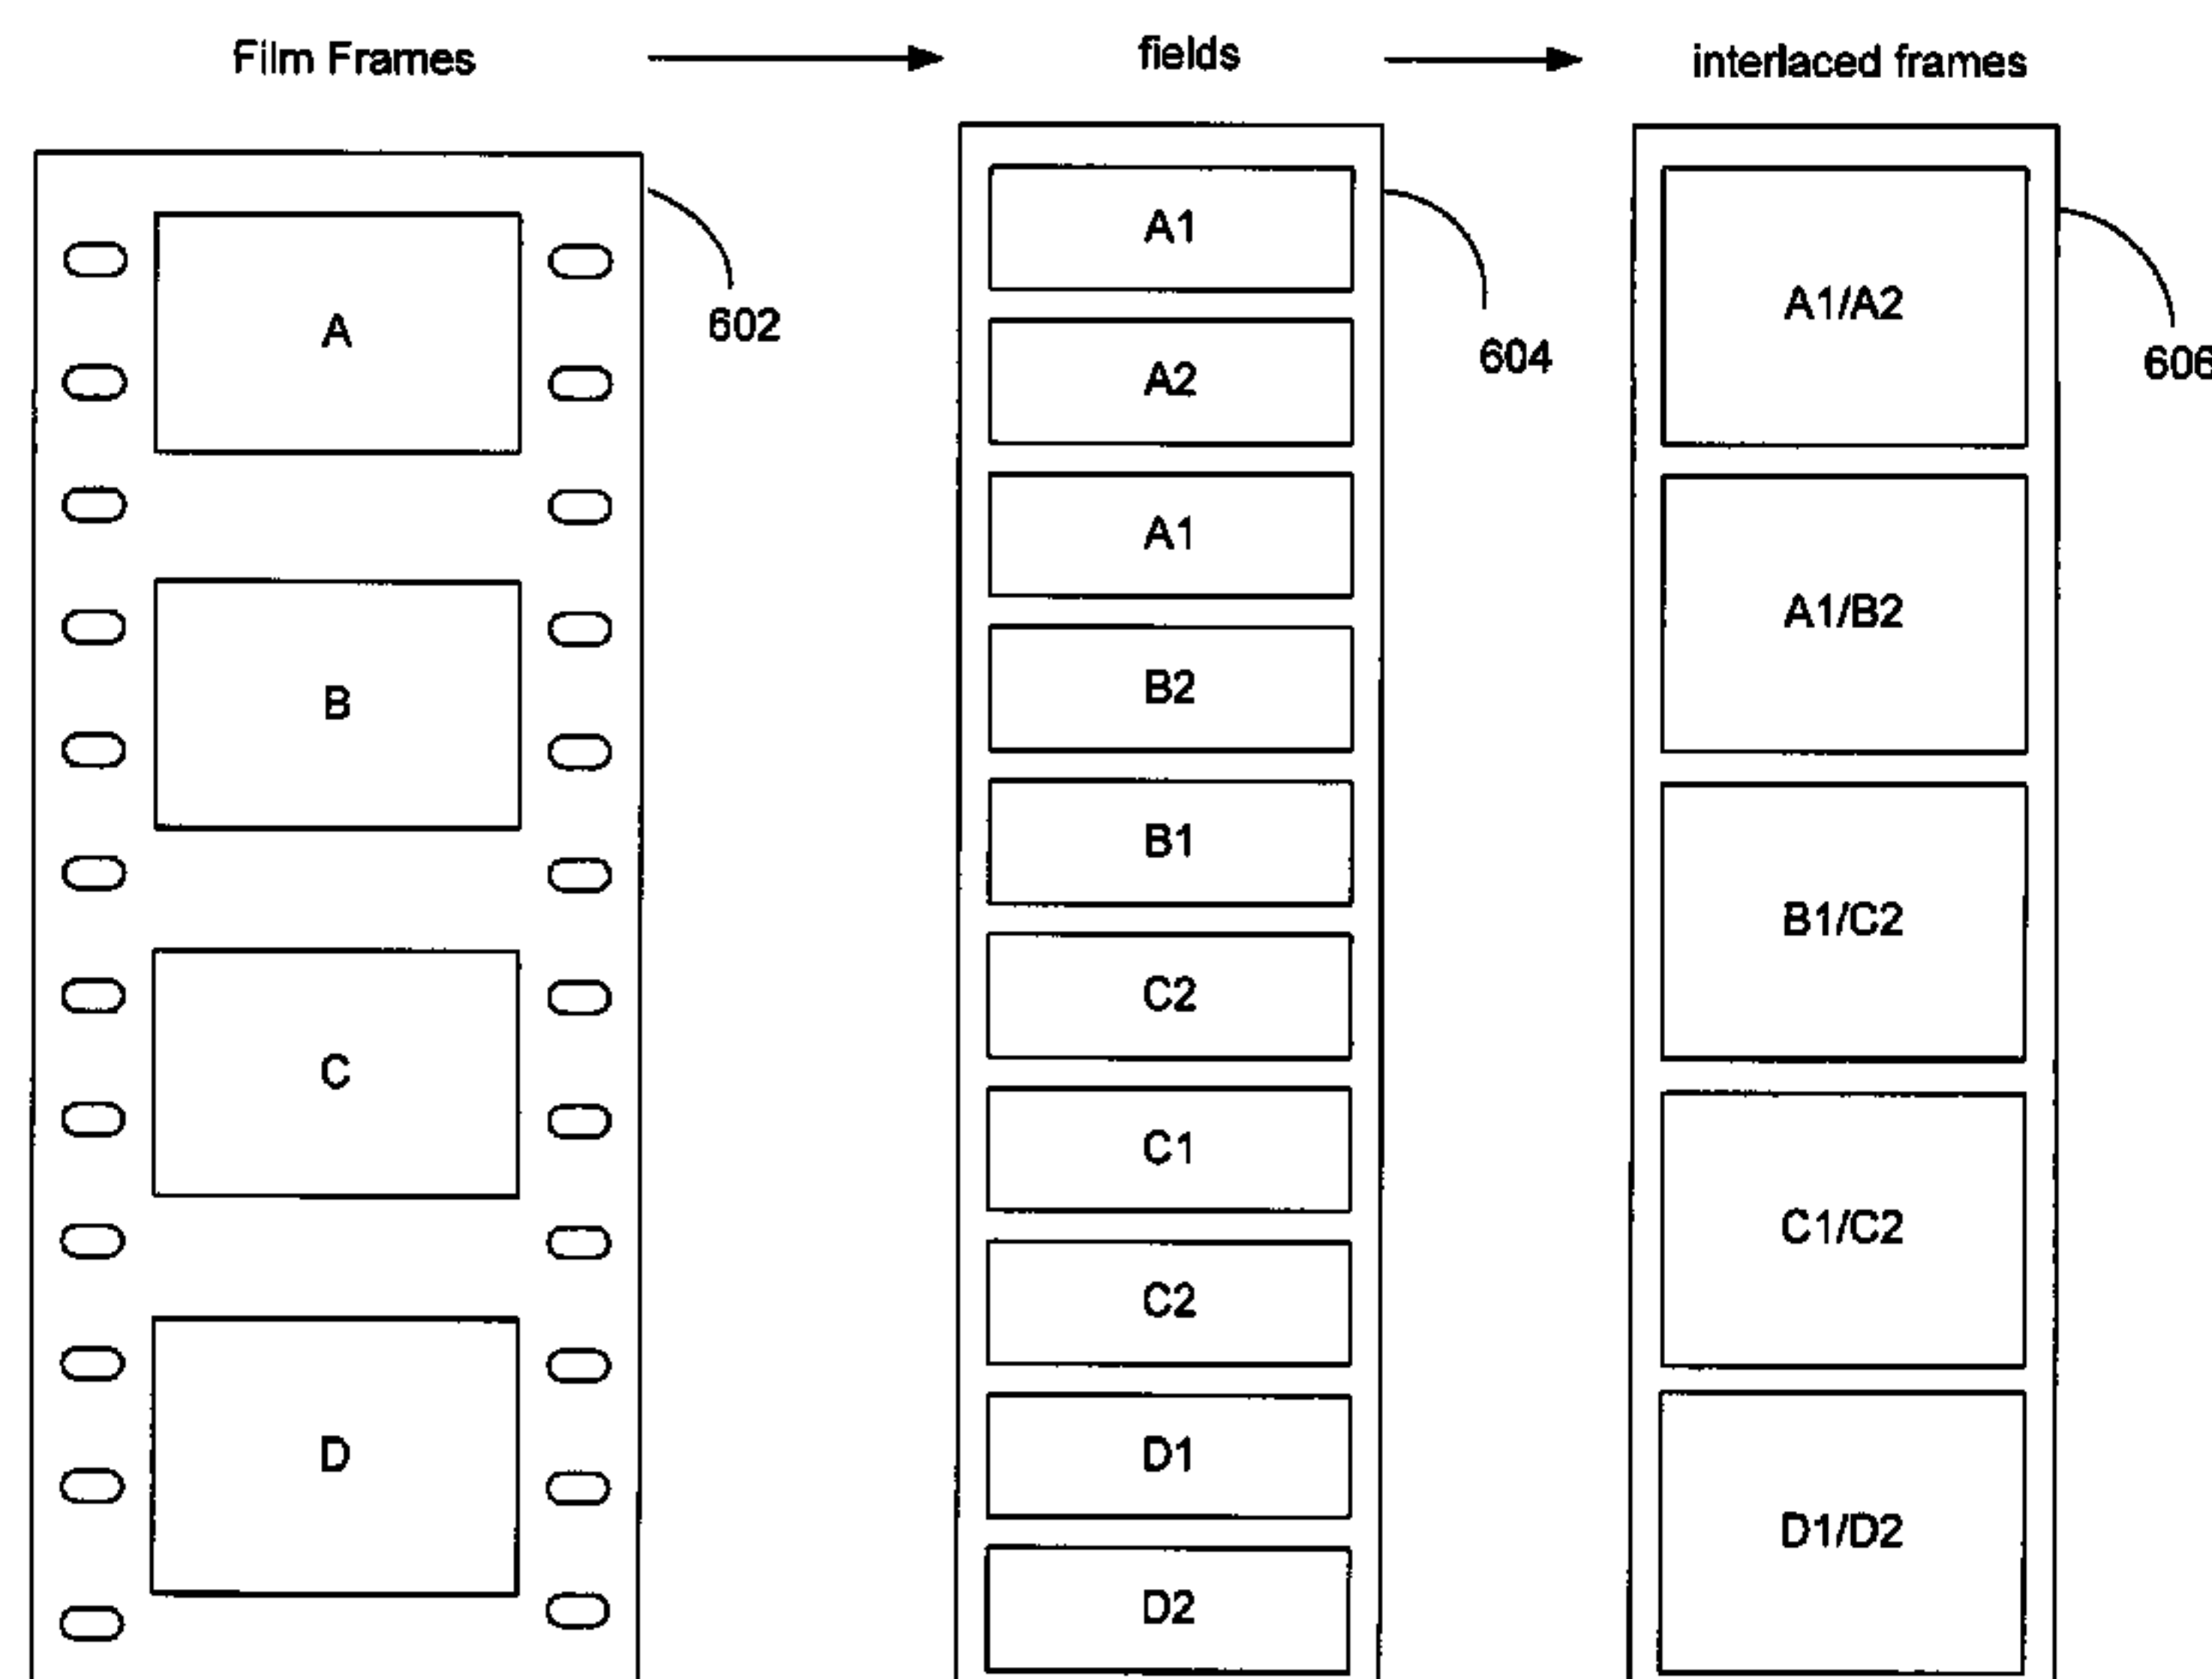 Film Frames
fields
interlaced frames
A
B
C
D
602
A1
A2
A1
B2
B1
C2
C1
C2
D1
D2
604
A1/A2
A1/B2
B1/C2
C1/C2
D1/D2
606